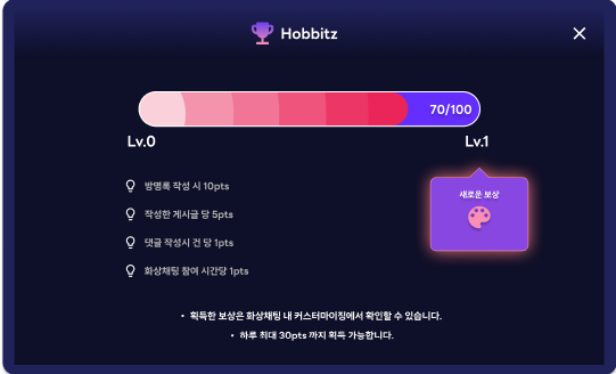 Hobbitz
70/100
Lv.0
Lv.1
방명록 작성 시 10pts
새로운 보상
작성한 게시글 당 5pts
댓글 작성시 건 당 1pts
화상채팅 참여 시간당 1pts
• 획득한 보상은 화상채팅 내 커스터마이징에서 확인할 수 있습니다.
• 하루 최대 30pts 까지 획득 가능합니다.